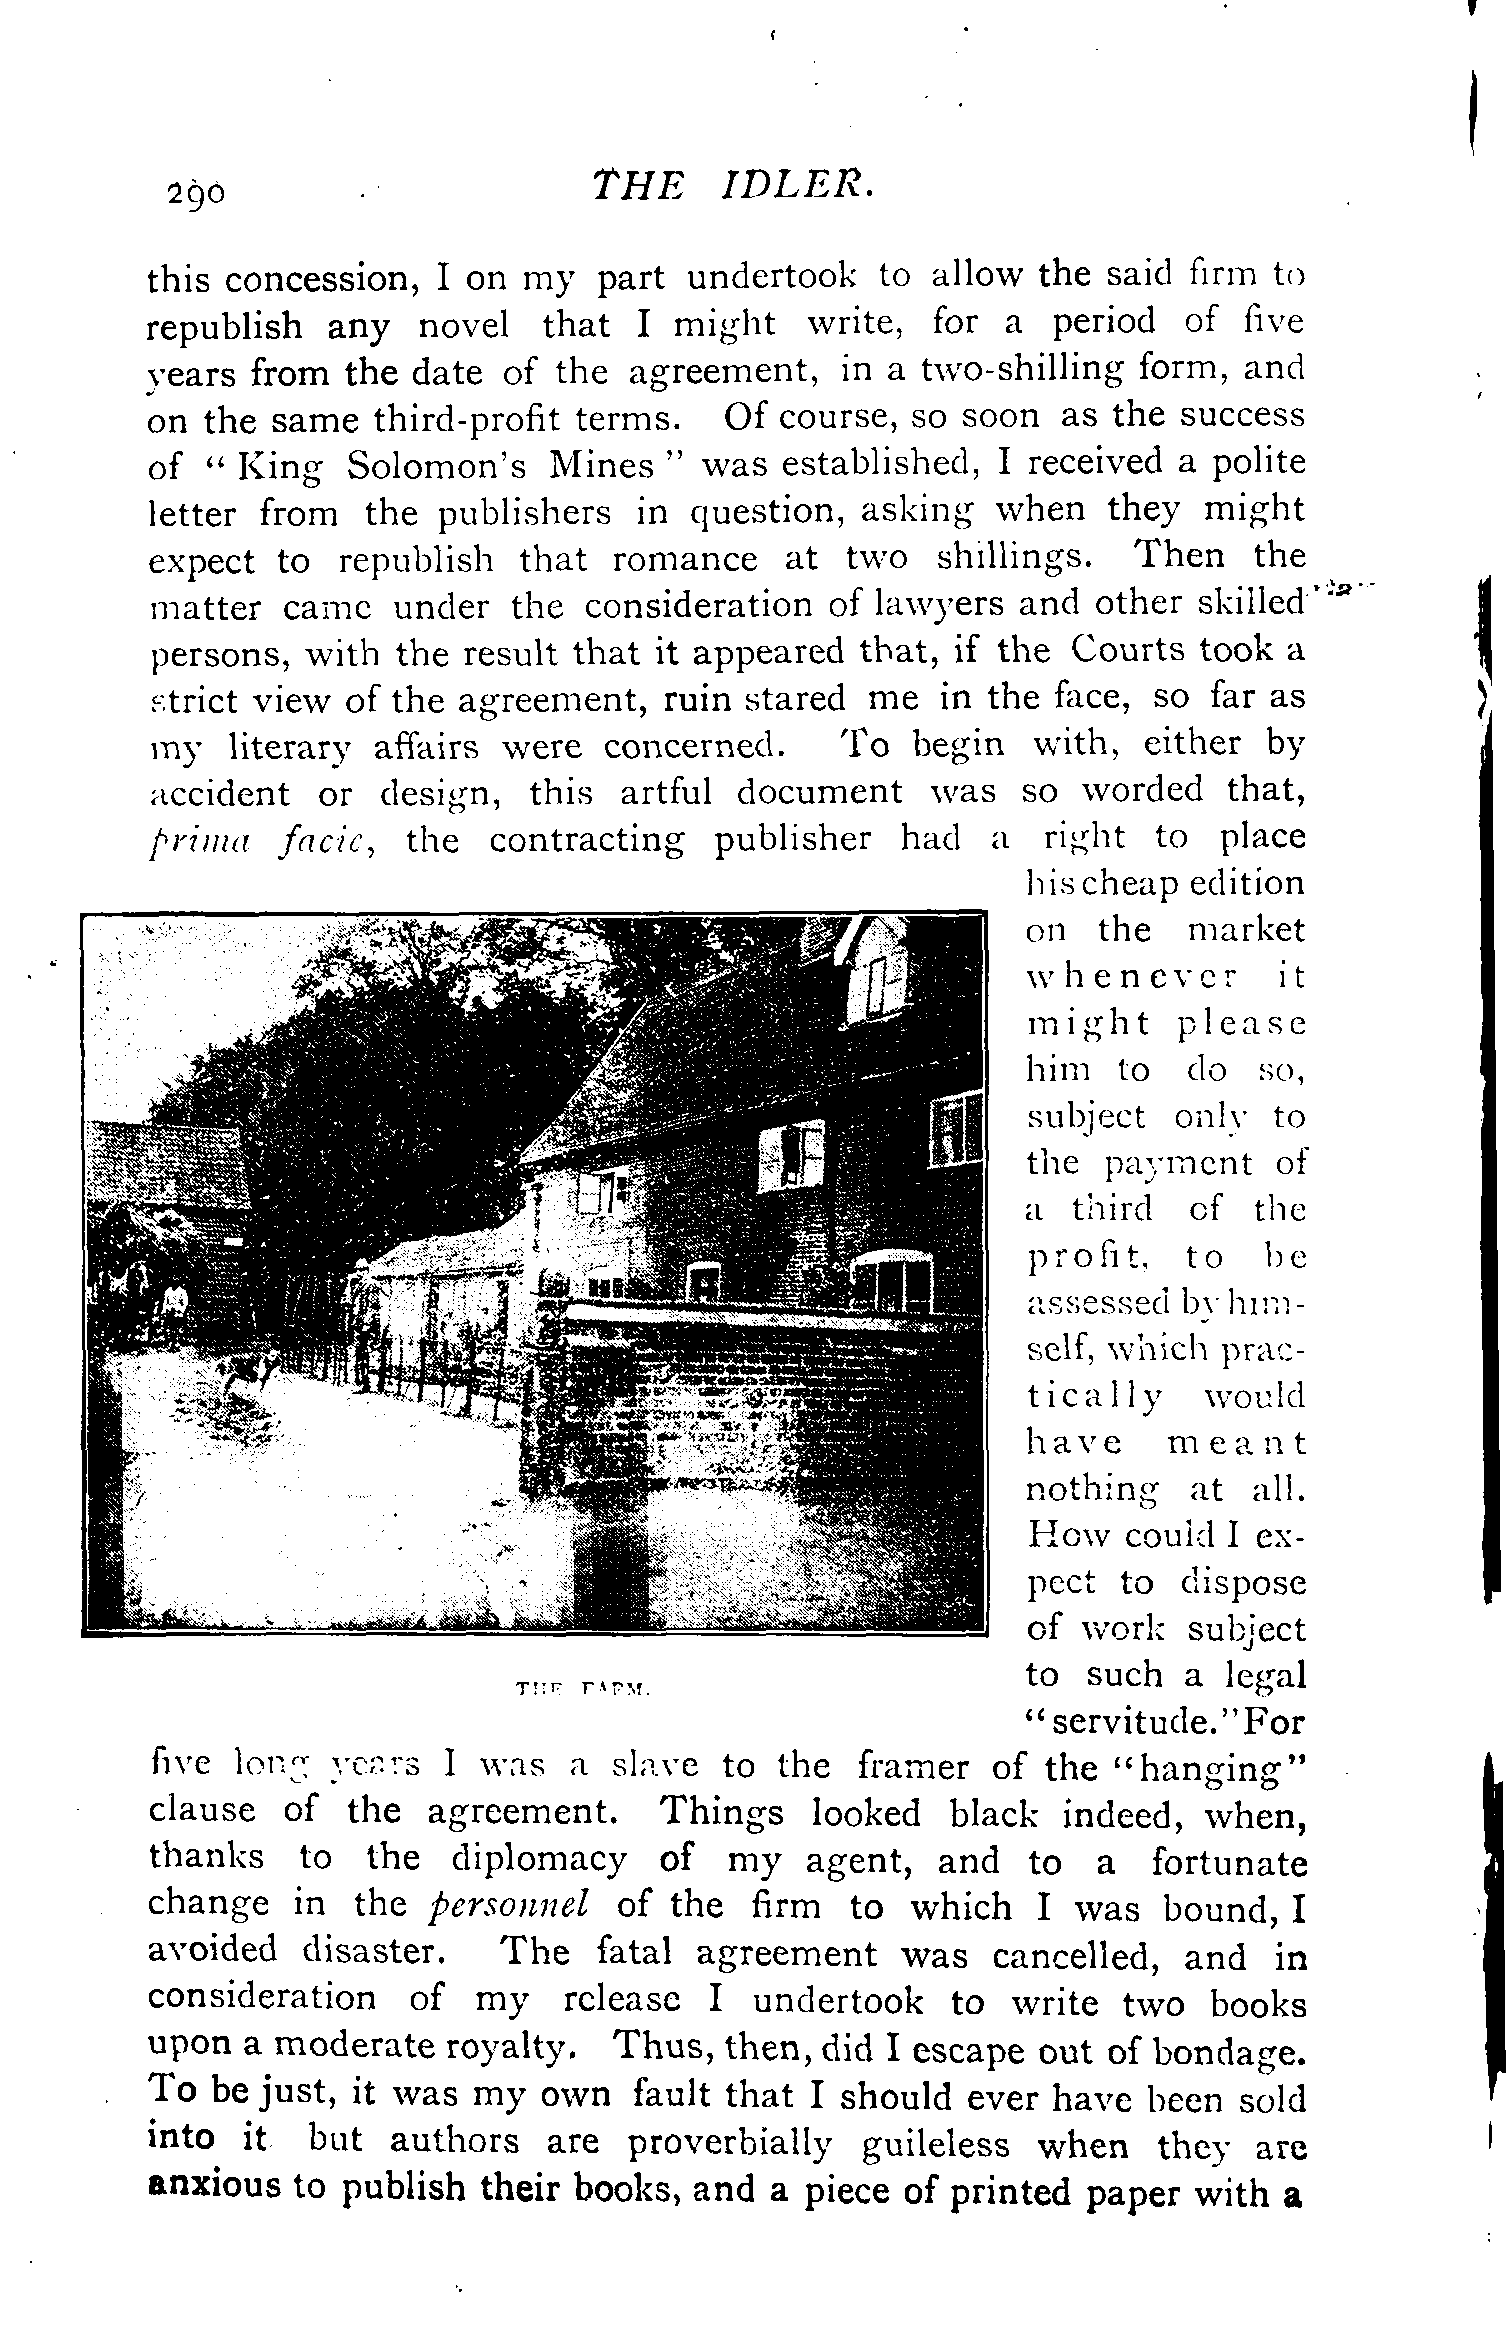 290
THE IDLER.
this concession, I on my part undertook to allow the said firm to
republish any novel that I might write, for a period of five
years from the date of the agreement, in a two-shilling form, and
on the same third-profit terms. Of course, so soon as the success
of “King Solomon's Mines” was established, I received a polite
letter from the publishers in question, asking when they might
expect to republish that romance at two shillings. Then the
matter came under the consideration of lawyers and other skilled
persons, with the result that it appeared that, if the Courts took a
strict view of the agreement, ruin stared me in the face, so far as
my literary affairs were concerned. To begin with, either by
accident or design, this artful document was so worded that,
prima facie, the contracting publisher had a right to place
his cheap edition
on the market
whenever it
might please
him to do so,
subject only to
the payment of
a third of the
profit, to be
assessed by him-
self, which prac-
tically would
have meant
nothing at all.
How could I ex-
pect to dispose
of work subject
to such a legal
“servitude.” For
THE FARM.
five long years I was a slave to the framer of the “hanging”
clause of the agreement. Things looked black indeed, when,
thanks to the diplomacy of my agent, and to a fortunate
change in the personnel of the firm to which I was bound, I
avoided disaster. The fatal agreement was cancelled, and in
consideration of my release I undertook to write two books
upon a moderate royalty. Thus, then, did I escape out of bondage.
To be just, it was my own fault that I should ever have been sold
into it but authors are proverbially guileless when they are
anxious to publish their books, and a piece of printed paper with a